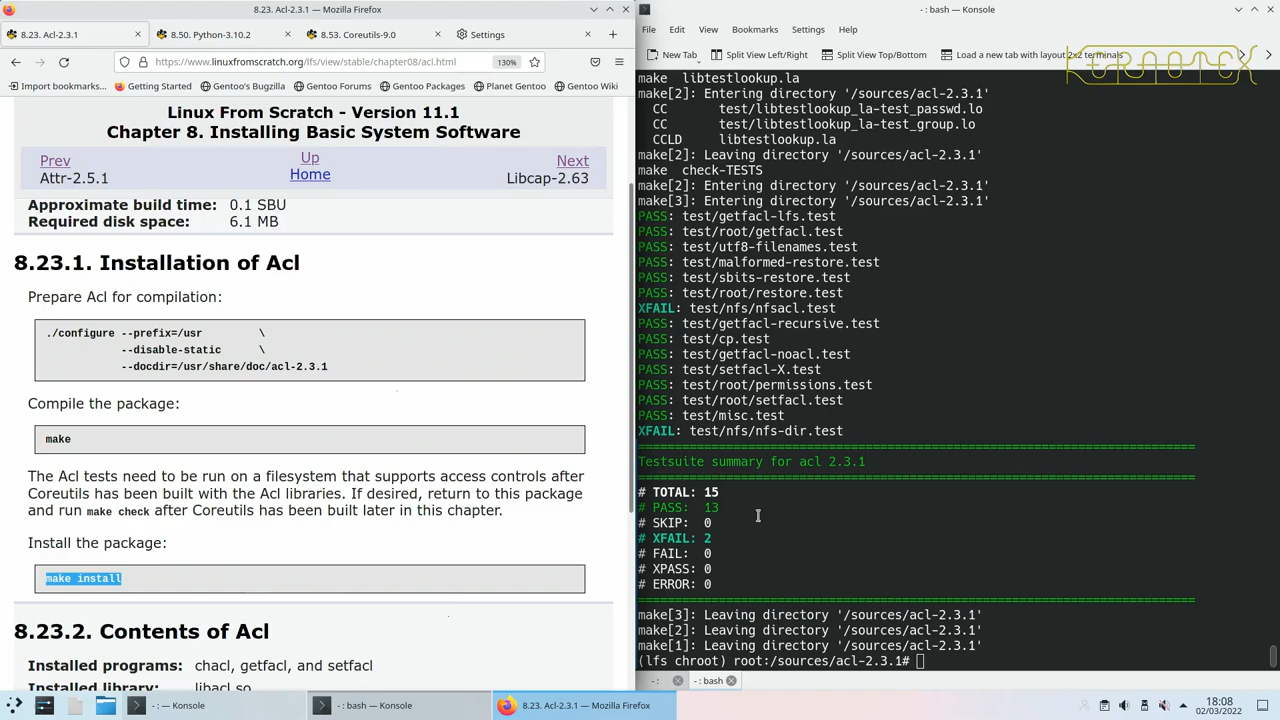 8.23. Acl-2.3.1 — Mozilla Firefox
8.23. Acl-2.3.1
8.50. Python-3.10.2
8.53. Coreutils-9.0
Settings
https://www.linuxfromscratch.org/lfs/view/stable/chapter08/acl.html
130%
Import bookmarks...
Getting Started
Gentoo's Bugzilla
Gentoo Forums
Gentoo Packages
Planet Gentoo
Gentoo Wiki
Linux From Scratch - Version 11.1
Chapter 8. Installing Basic System Software
Prev
Up
Next
Attr-2.5.1
Home
Libcap-2.63
Approximate build time: 0.1 SBU
Required disk space: 6.1 MB
8.23.1. Installation of Acl
Prepare Acl for compilation:
./configure --prefix=/usr \
--disable-static \
--docdir=/usr/share/doc/acl-2.3.1
Compile the package:
make
The Acl tests need to be run on a filesystem that supports access controls after
Coreutils has been built with the Acl libraries. If desired, return to this package
and run make check after Coreutils has been built later in this chapter.
Install the package:
make install
8.23.2. Contents of Acl
Installed programs: chacl, getfacl, and setfacl
Installed library: libacl.so
- : bash — Konsole
File Edit View Bookmarks Settings Help
New Tab
Split View Left/Right
Split View Top/Bottom
Load a new tab with layout 2x2 terminals
KERNOTEX
make libtestlookup.la
make[2]: Entering directory '/sources/acl-2.3.1'
CC test/libtestlookup_la-test_passwd.lo
CC test/libtestlookup_la-test_group.lo
CCLD libtestlookup.la
make[2]: Leaving directory '/sources/acl-2.3.1'
make check-TESTS
make[2]: Entering directory '/sources/acl-2.3.1'
make[3]: Entering directory '/sources/acl-2.3.1'
PASS: test/getfacl-lfs.test
PASS: test/root/getfacl.test
PASS: test/utf8-filenames.test
PASS: test/malformed-restore.test
PASS: test/sbits-restore.test
PASS: test/root/restore.test
XFAIL: test/nfs/nfsacl.test
PASS: test/getfacl-recursive.test
PASS: test/cp.test
PASS: test/getfacl-noacl.test
PASS: test/setfacl-X.test
PASS: test/root/permissions.test
PASS: test/root/setfacl.test
PASS: test/misc.test
XFAIL: test/nfs/nfs-dir.test
============================================================================
Testsuite summary for acl 2.3.1
============================================================================
# TOTAL: 15
# PASS: 13
# SKIP: 0
# XFAIL: 2
# FAIL: 0
# XPASS: 0
# ERROR: 0
============================================================================
make[3]: Leaving directory '/sources/acl-2.3.1'
make[2]: Leaving directory '/sources/acl-2.3.1'
make[1]: Leaving directory '/sources/acl-2.3.1'
(lfs chroot) root:/sources/acl-2.3.1#
- :
- : bash
- : — Konsole
- : bash — Konsole
8.23. Acl-2.3.1 — Mozilla Firefox
18:08
02/03/2022